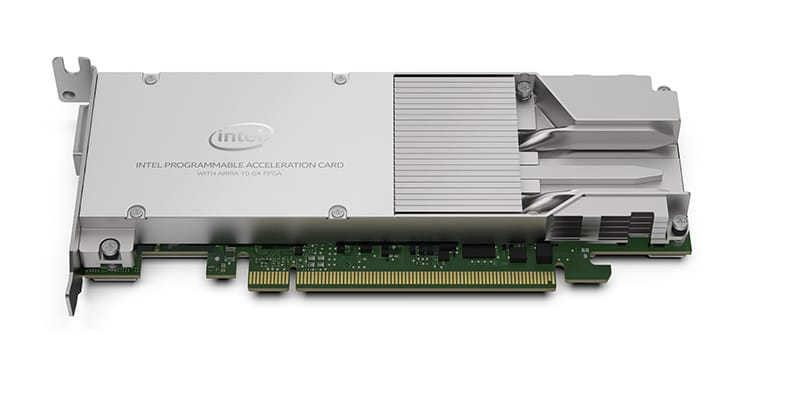 intel
INTEL PROGRAMMABLE ACCELERATION CARD
WITH ARRIA 10 GX FPGA